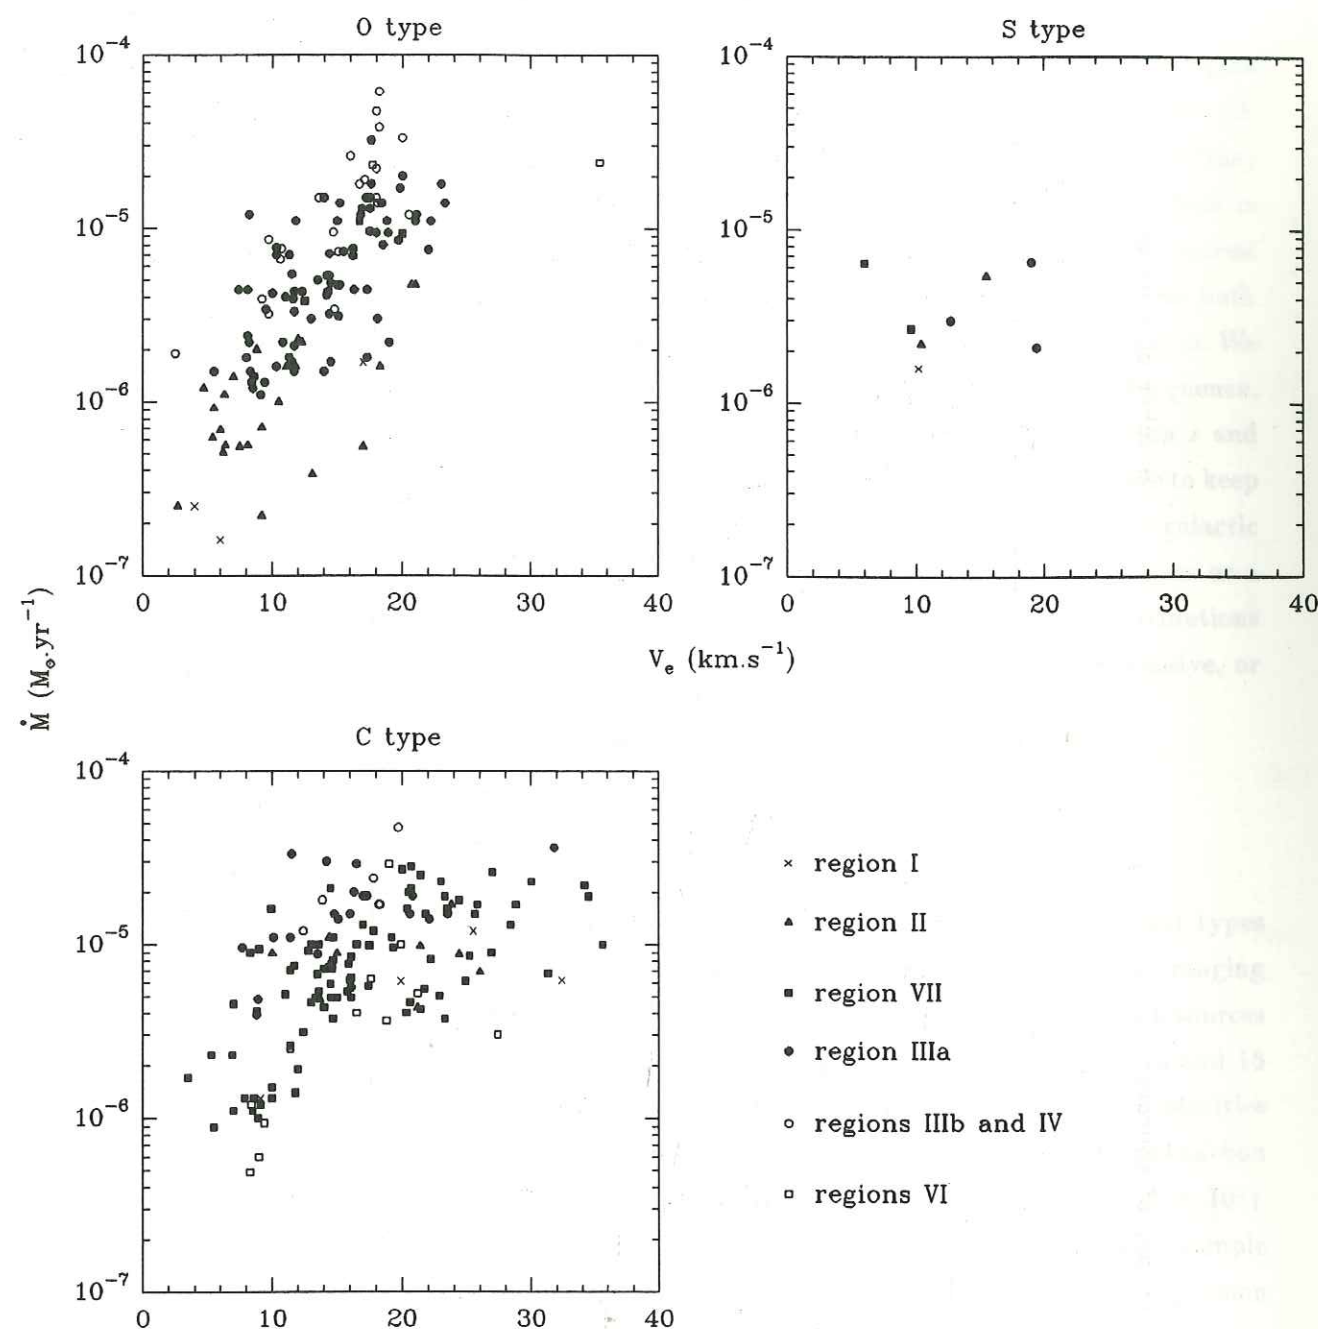 O type
S type
10⁻⁴
10⁻⁵
10⁻⁶
10⁻⁷
0 10 20 30 40
10⁻⁴
10⁻⁵
10⁻⁶
10⁻⁷
0 10 20 30 40
Ṁ (M⊙.yr⁻¹)
Vₑ (km.s⁻¹)
C type
10⁻⁴
10⁻⁵
10⁻⁶
10⁻⁷
0 10 20 30 40
× region I
▲ region II
■ region VII
● region IIIa
○ regions IIIb and IV
□ regions VI